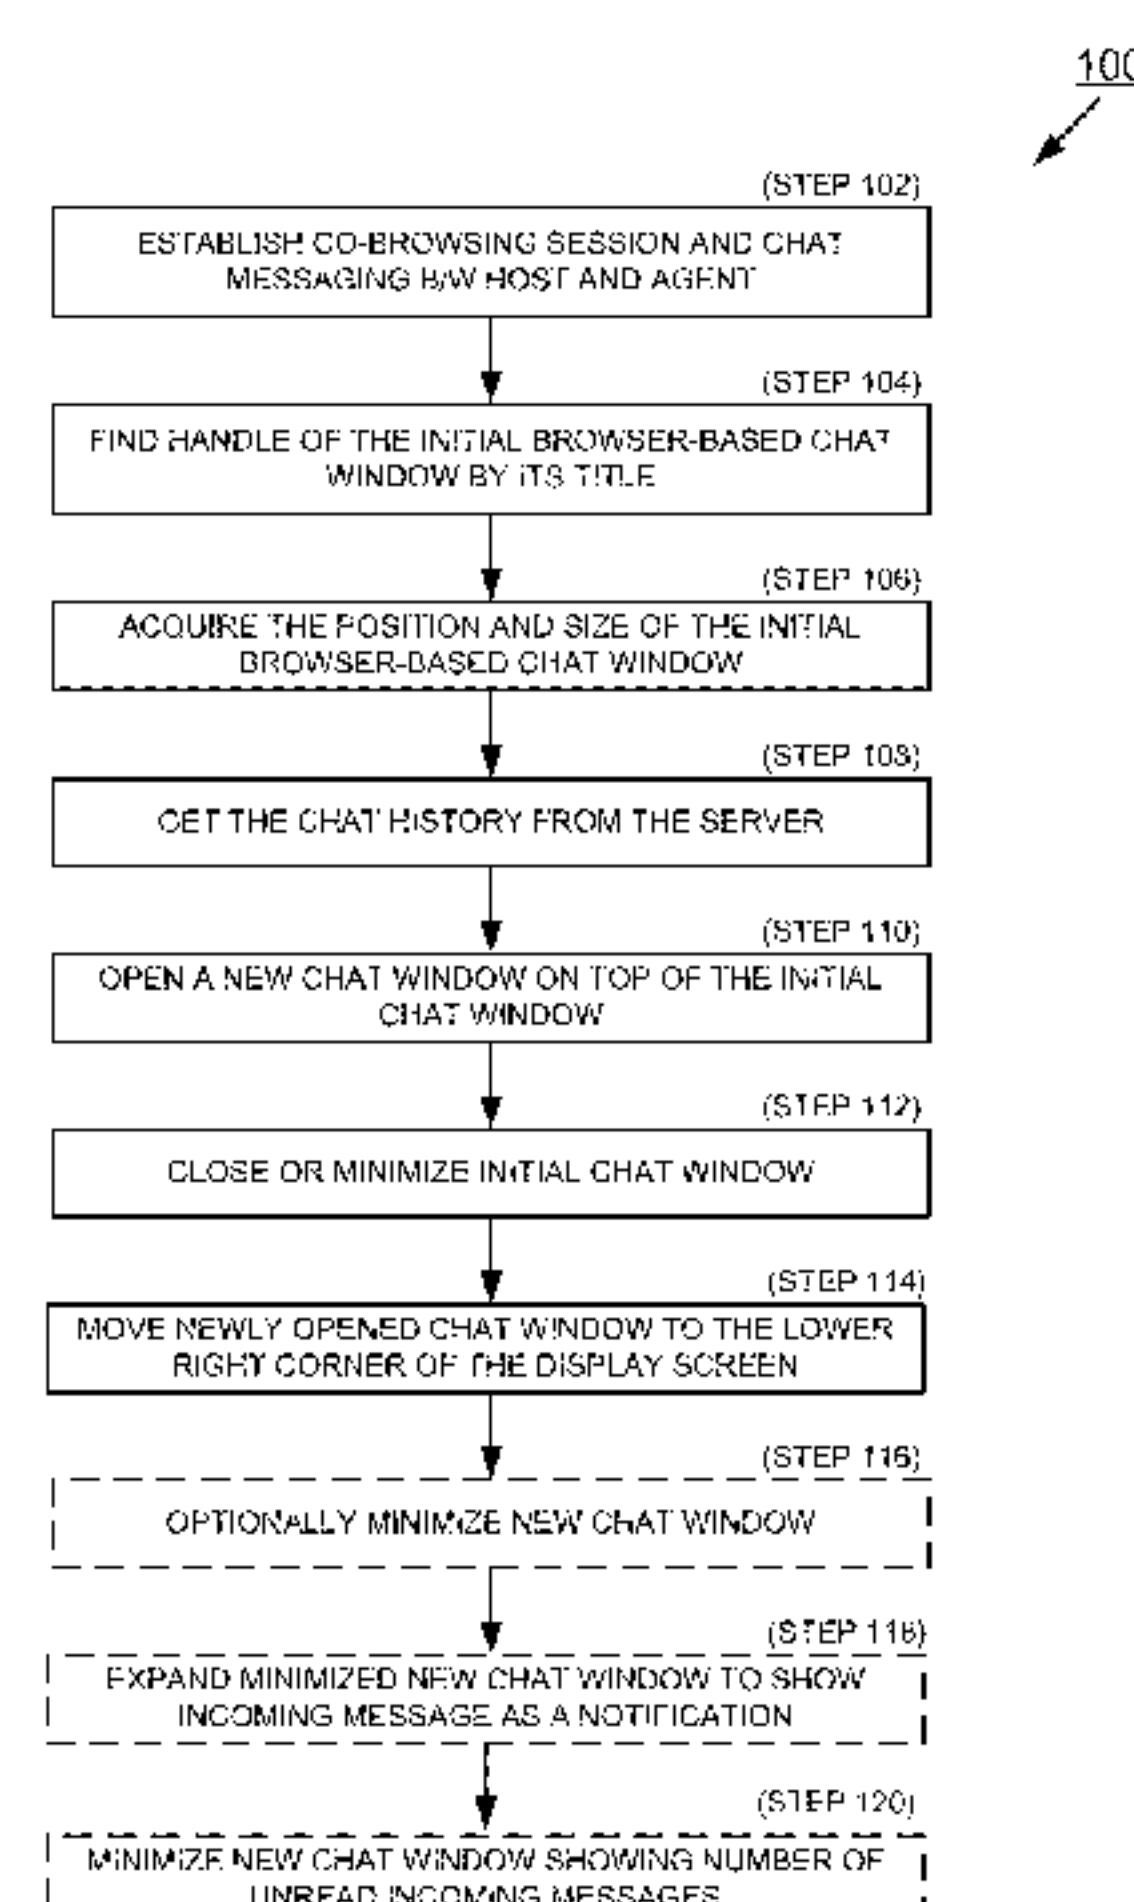 100
(STEP 102)
ESTABLISH CO-BROWSING SESSION AND CHAT
MESSAGING B/W HOST AND AGENT
(STEP 104)
FIND HANDLE OF THE INITIAL BROWSER-BASED CHAT
WINDOW BY ITS TITLE
(STEP 106)
ACQUIRE THE POSITION AND SIZE OF THE INITIAL
BROWSER-BASED CHAT WINDOW
(STEP 108)
GET THE CHAT HISTORY FROM THE SERVER
(STEP 110)
OPEN A NEW CHAT WINDOW ON TOP OF THE INITIAL
CHAT WINDOW
(STEP 112)
CLOSE OR MINIMIZE INITIAL CHAT WINDOW
(STEP 114)
MOVE NEWLY OPENED CHAT WINDOW TO THE LOWER
RIGHT CORNER OF THE DISPLAY SCREEN
(STEP 116)
OPTIONALLY MINIMIZE NEW CHAT WINDOW
(STEP 118)
EXPAND MINIMIZED NEW CHAT WINDOW TO SHOW
INCOMING MESSAGE AS A NOTIFICATION
(STEP 120)
MINIMIZE NEW CHAT WINDOW SHOWING NUMBER OF
UNREAD INCOMING MESSAGES